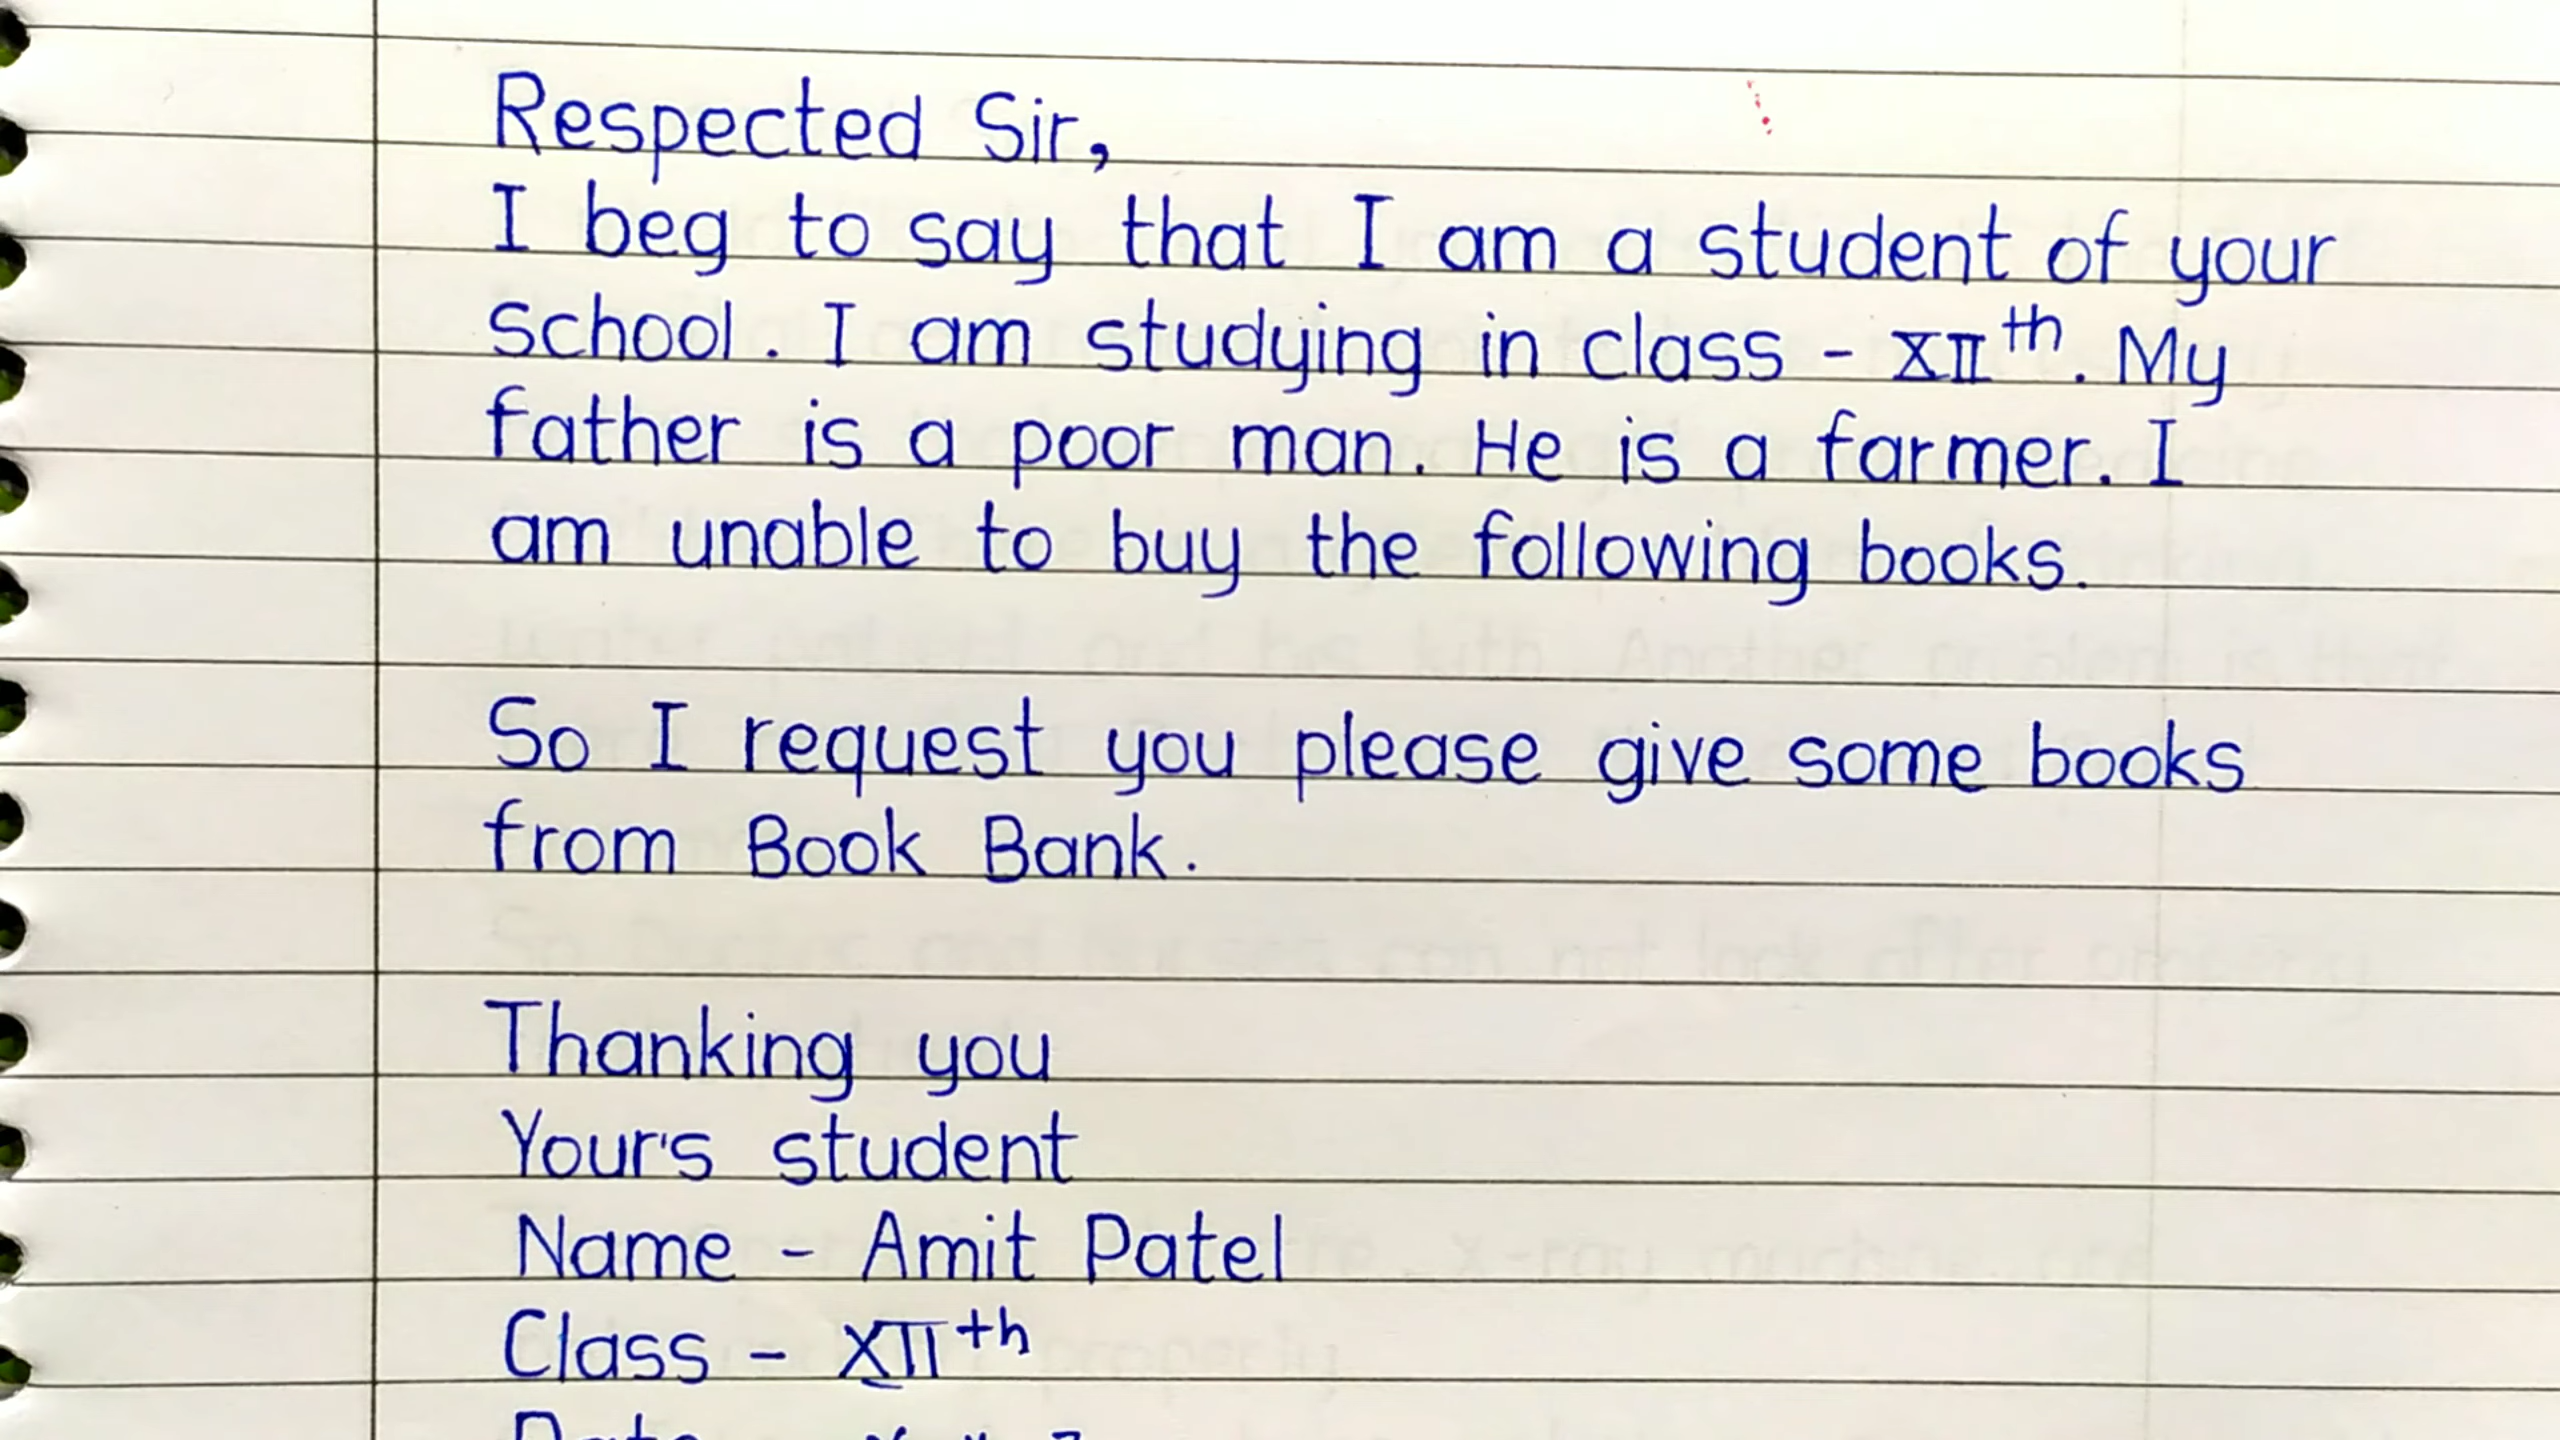 Respected Sir,
I beg to say that I am a student of your
School. I am studying in class - XIIth. My
father is a poor man. He is a farmer. I
am unable to buy the following books.
So I request you please give some books
from Book Bank.
Thanking you
Your's student
Name - Amit Patel
Class - XIIth